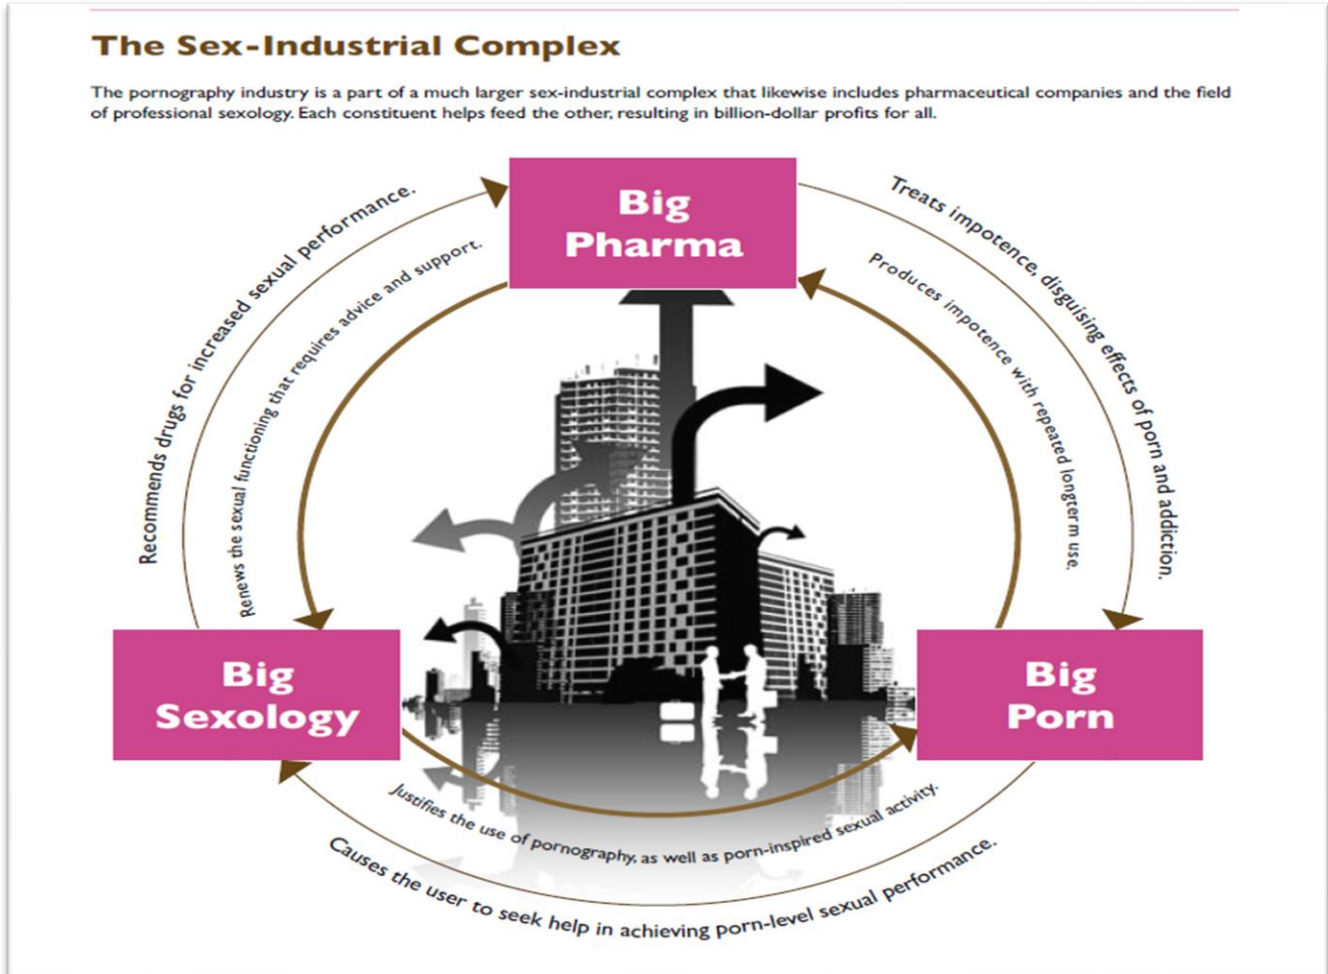 The Sex-Industrial Complex
The pornography industry is a part of a much larger sex-industrial complex that likewise includes pharmaceutical companies and the field
of professional sexology. Each constituent helps feed the other, resulting in billion-dollar profits for all.
Big
Pharma
Recommends drugs for increased sexual performance.
Renews the sexual functioning that requires advice and support.
Treats impotence, disguising effects of porn and addiction.
Produces impotence with repeated longterm use.
Big
Sexology
Big
Porn
Justifies the use of pornography, as well as porn-inspired sexual activity.
Causes the user to seek help in achieving porn-level sexual performance.